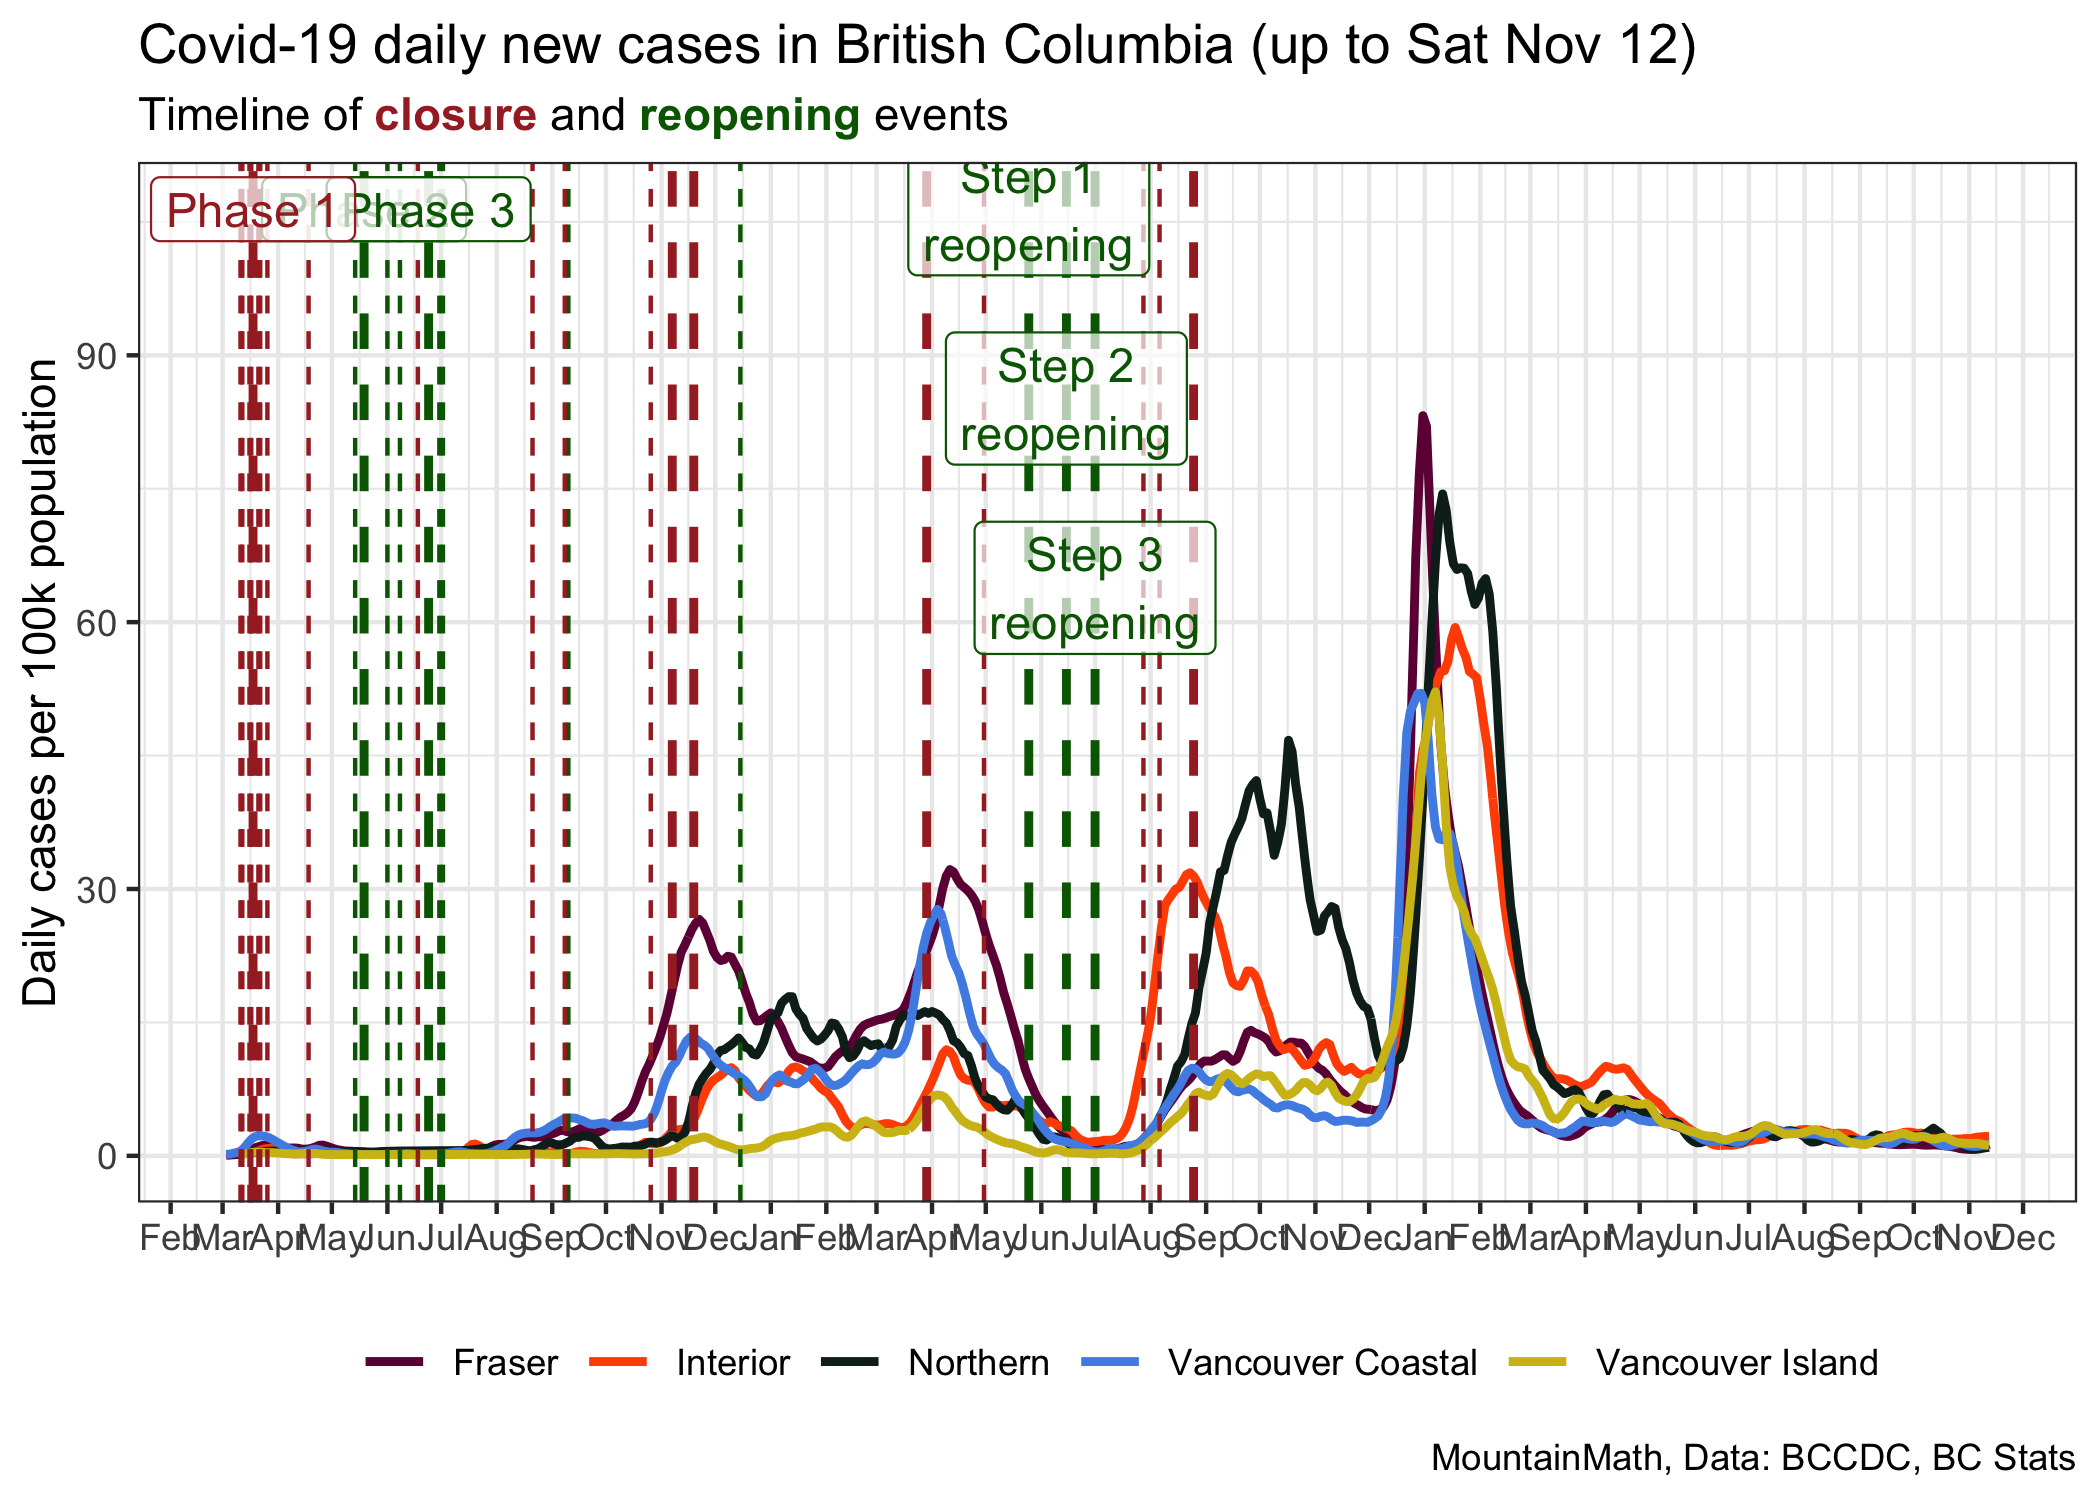 Covid-19 daily new cases in British Columbia (up to Sat Nov 12)
Timeline of closure and reopening events
Phase 1
Phase 2
Phase 3
Step 1
reopening
Step 2
reopening
Step 3
reopening
Daily cases per 100k population
90
60
30
0
Feb Mar Apr May Jun Jul Aug Sep Oct Nov Dec Jan Feb Mar Apr May Jun Jul Aug Sep Oct Nov Dec Jan Feb Mar Apr May Jun Jul Aug Sep Oct Nov Dec
Fraser Interior Northern Vancouver Coastal Vancouver Island
MountainMath, Data: BCCDC, BC Stats